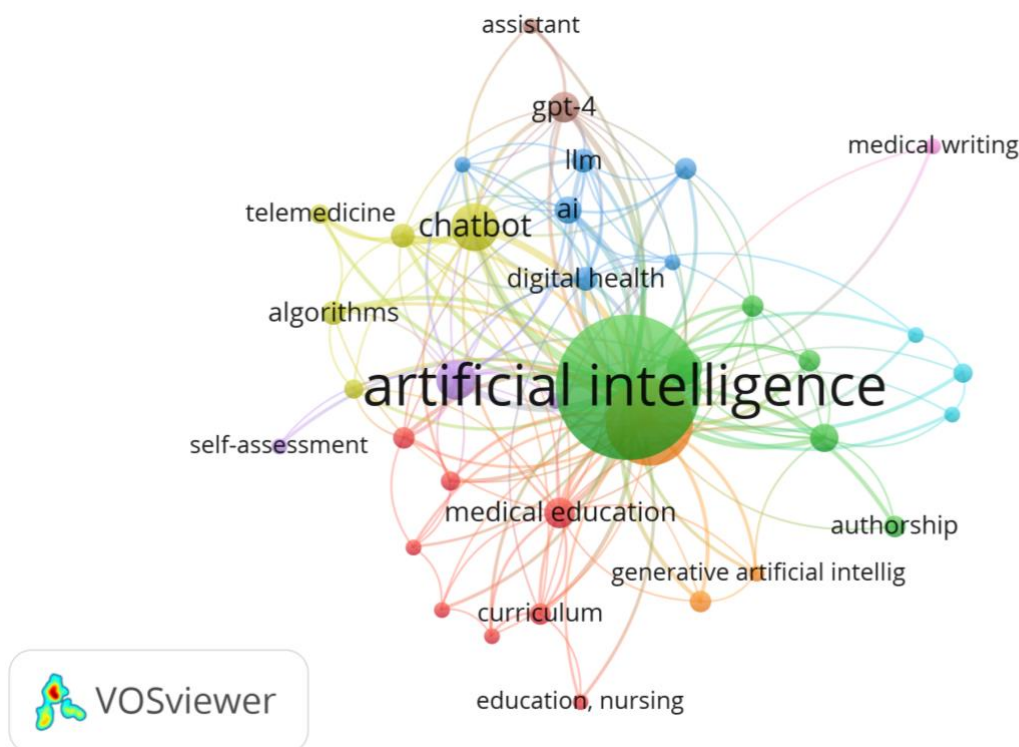 assistant
gpt-4
medical writing
llm
ai
telemedicine
chatbot
digital health
algorithms
artificial intelligence
self-assessment
medical education
authorship
generative artificial intellig
curriculum
education, nursing
VOSviewer